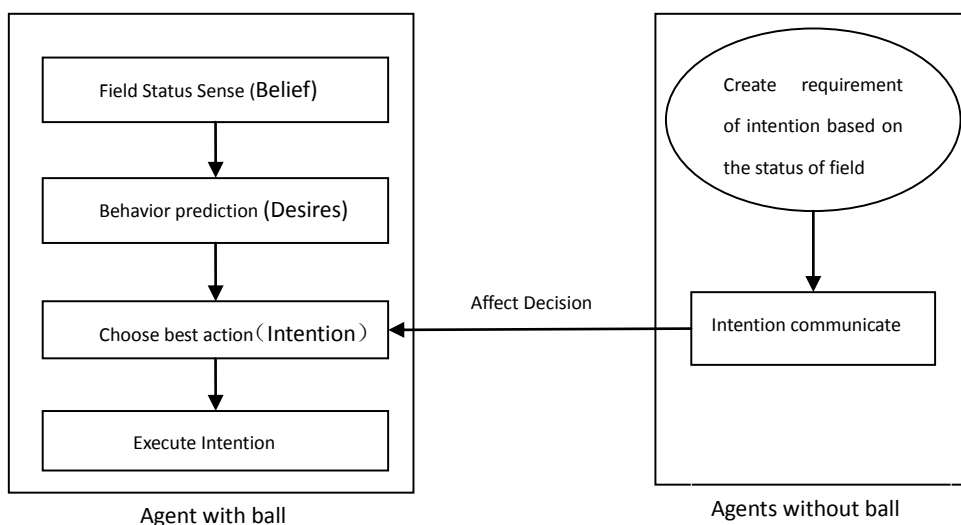 Field Status Sense (Belief)
Behavior prediction (Desires)
Choose best action（Intention）
Execute Intention
Agent with ball
Affect Decision
Create requirement
of intention based on
the status of field
Intention communicate
Agents without ball